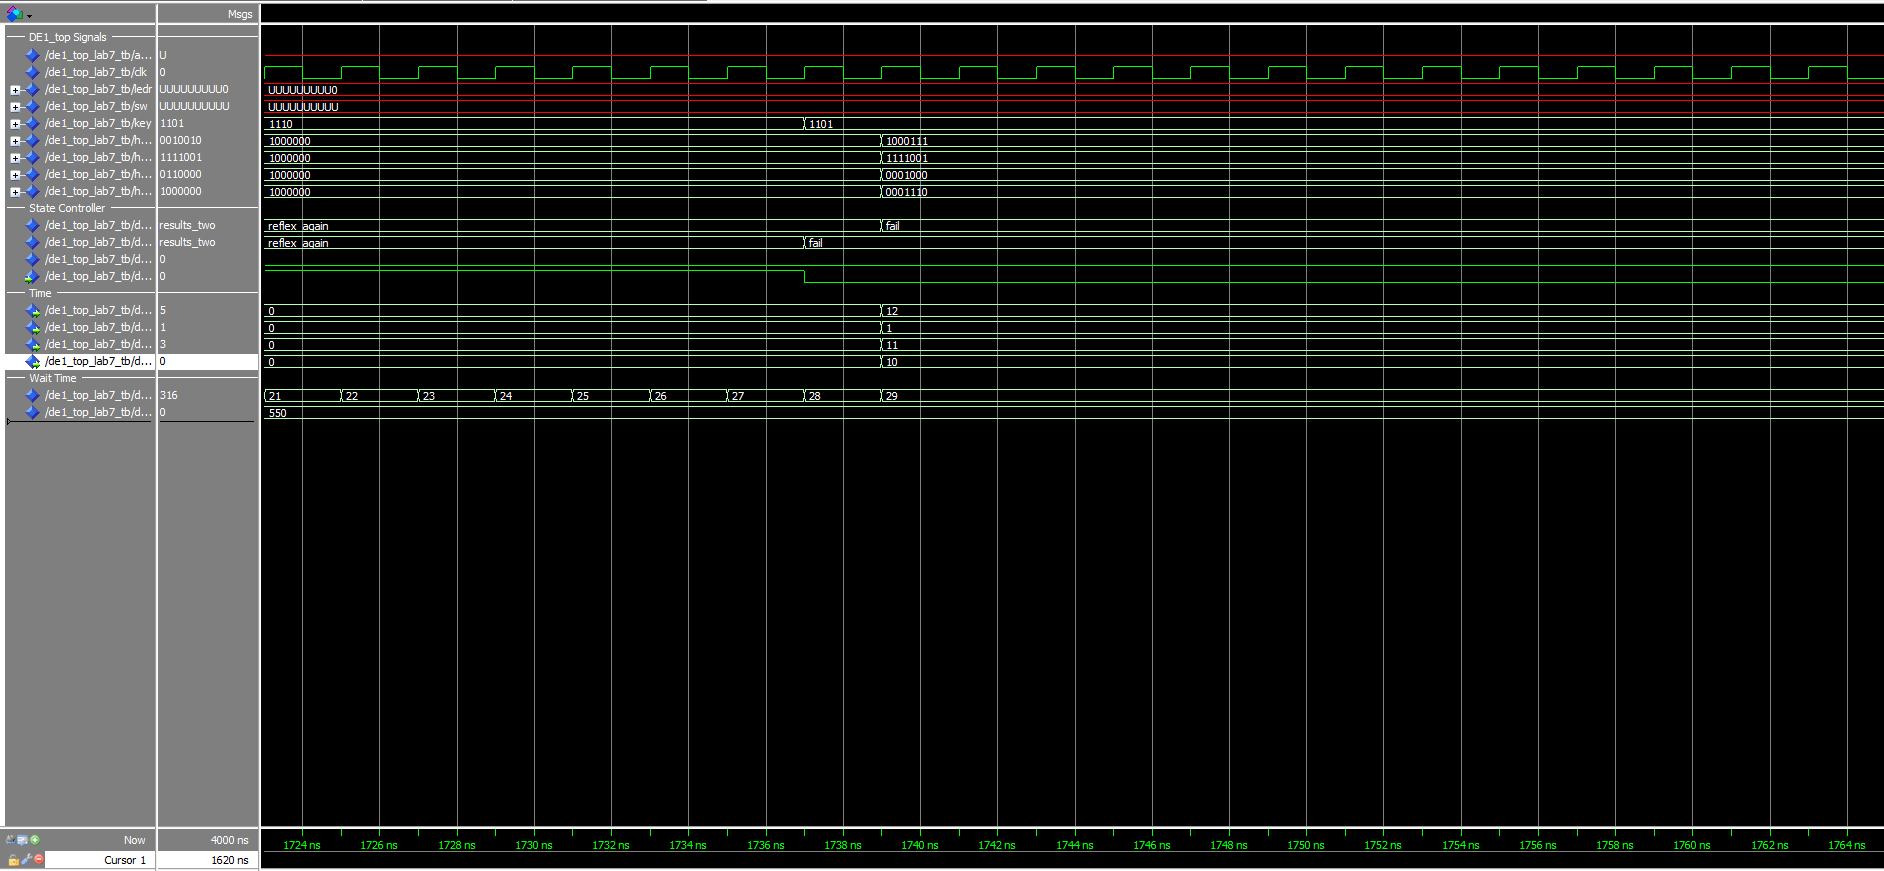 Msgs
DE1_top Signals
/de1_top_lab7_tb/a... U
/de1_top_lab7_tb/clk 0
/de1_top_lab7_tb/ledr UUUUUUUUU0 UUUUUUUUU0
/de1_top_lab7_tb/sw UUUUUUUUUU UUUUUUUUUU
/de1_top_lab7_tb/key 1101 1110 1101
/de1_top_lab7_tb/h... 0010010 1000000 1000111
/de1_top_lab7_tb/h... 1111001 1000000 1111001
/de1_top_lab7_tb/h... 0110000 1000000 0001000
/de1_top_lab7_tb/h... 1000000 1000000 0001110
State Controller
/de1_top_lab7_tb/d... results_two reflex_again fail
/de1_top_lab7_tb/d... results_two reflex_again fail
/de1_top_lab7_tb/d... 0
/de1_top_lab7_tb/d... 0
Time
/de1_top_lab7_tb/d... 5 0 12
/de1_top_lab7_tb/d... 1 0 1
/de1_top_lab7_tb/d... 3 0 11
/de1_top_lab7_tb/d... 0 0 10
Wait Time
/de1_top_lab7_tb/d... 316 21 22 23 24 25 26 27 28 29
/de1_top_lab7_tb/d... 0 550
Now 4000 ns 1724 ns 1726 ns 1728 ns 1730 ns 1732 ns 1734 ns 1736 ns 1738 ns 1740 ns 1742 ns 1744 ns 1746 ns 1748 ns 1750 ns 1752 ns 1754 ns 1756 ns 1758 ns 1760 ns 1762 ns 1764 ns
Cursor 1 1620 ns